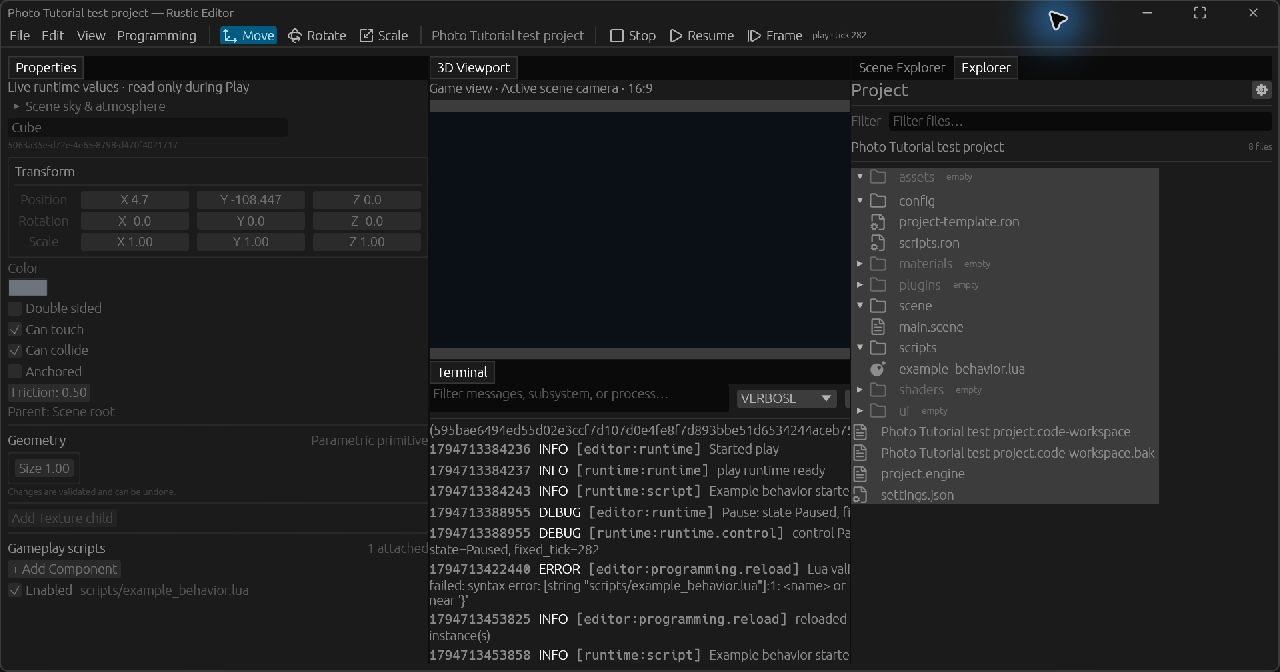 Photo Tutorial test project — Rustic Editor
File Edit View Programming Move Rotate Scale Photo Tutorial test project Stop Resume Frame play · tick 282
Properties
Live runtime values · read only during Play
Scene sky & atmosphere
Cube
Transform
Position X 4.7 Y -108.447 Z 0.0
Rotation X 0.0 Y 0.0 Z 0.0
Scale X 1.00 Y 1.00 Z 1.00
Color
Double sided
Can touch
Can collide
Anchored
Friction: 0.50
Parent: Scene root
Geometry Parametric primitive
Size 1.00
Changes are validated and can be undone.
Add Texture child
Gameplay scripts 1 attached
+ Add Component
Enabled scripts/example_behavior.lua
3D Viewport
Game view · Active scene camera · 16:9
Terminal
Filter messages, subsystem, or process…
VERBOSE
1794713384236 INFO [editor:runtime] Started play
1794713384237 INFO [runtime:runtime] play runtime ready
1794713384243 INFO [runtime:script] Example behavior starte
1794713388955 DEBUG [editor:runtime] Pause: state Paused, fi
1794713388955 DEBUG [runtime:runtime.control] control Pa
state=Paused, fixed_tick=282
1794713422440 ERROR [editor:programming.reload] Lua vali
failed: syntax error: [string "scripts/example_behavior.lua"]:1: <name> or
near '}'
1794713453825 INFO [editor:programming.reload] reloaded
instance(s)
1794713453858 INFO [runtime:script] Example behavior starte
Scene Explorer Explorer
Project
Filter Filter files…
Photo Tutorial test project 8 files
assets empty
config
project-template.ron
scripts.ron
materials empty
plugins empty
scene
main.scene
scripts
example_behavior.lua
shaders empty
ui empty
Photo Tutorial test project.code-workspace
Photo Tutorial test project.code-workspace.bak
project.engine
settings.json